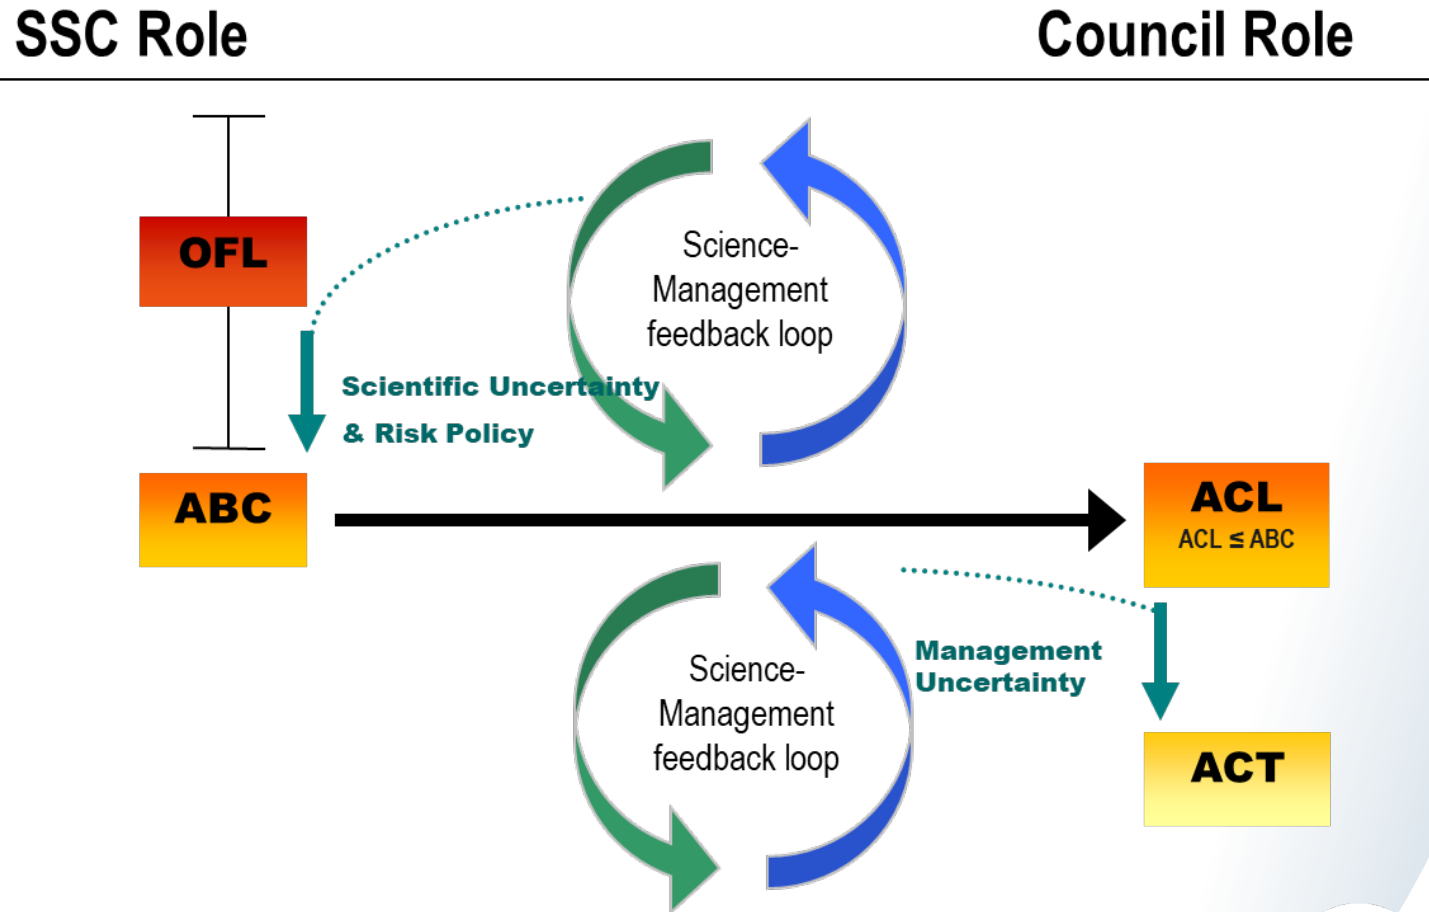 SSC Role
Council Role
OFL
Science-
Management
feedback loop
Scientific Uncertainty
& Risk Policy
ABC
ACL
ACL ≤ ABC
Science-
Management
feedback loop
Management
Uncertainty
ACT